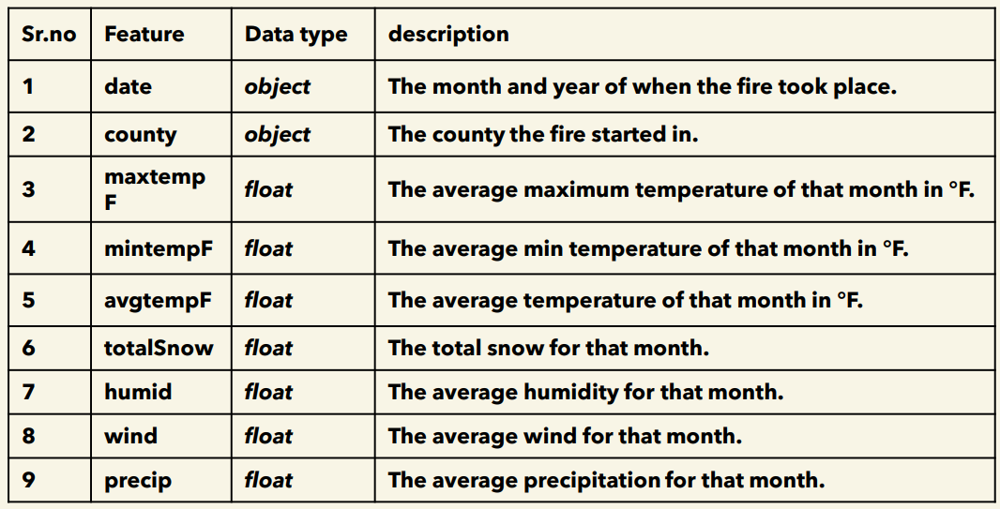 Sr.no Feature Data type description
1 date object The month and year of when the fire took place.
2 county object The county the fire started in.
3 maxtemp
F float The average maximum temperature of that month in °F.
4 mintempF float The average min temperature of that month in °F.
5 avgtempF float The average temperature of that month in °F.
6 totalSnow float The total snow for that month.
7 humid float The average humidity for that month.
8 wind float The average wind for that month.
9 precip float The average precipitation for that month.